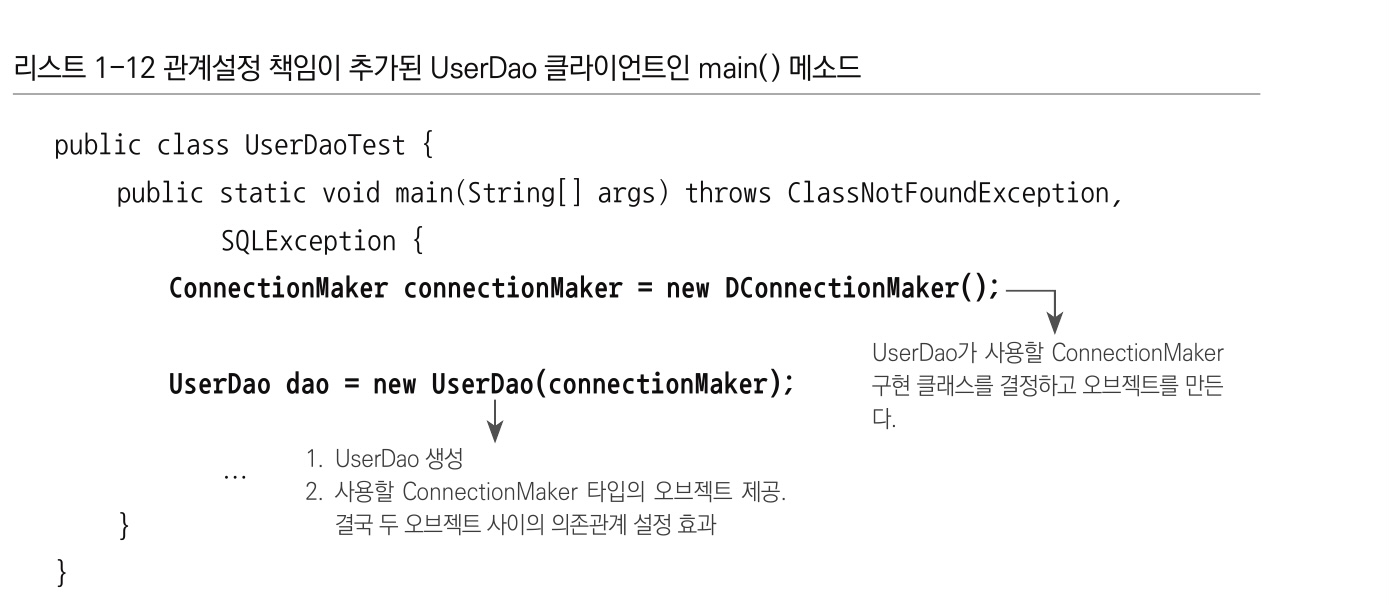 리스트 1-12 관계설정 책임이 추가된 UserDao 클라이언트인 main() 메소드
public class UserDaoTest {
public static void main(String[] args) throws ClassNotFoundException,
SQLException {
ConnectionMaker connectionMaker = new DConnectionMaker();
UserDao가 사용할 ConnectionMaker
구현 클래스를 결정하고 오브젝트를 만든
다.
UserDao dao = new UserDao(connectionMaker);
1. UserDao 생성
...
2. 사용할 ConnectionMaker 타입의 오브젝트 제공.
결국 두 오브젝트 사이의 의존관계 설정 효과
}
}